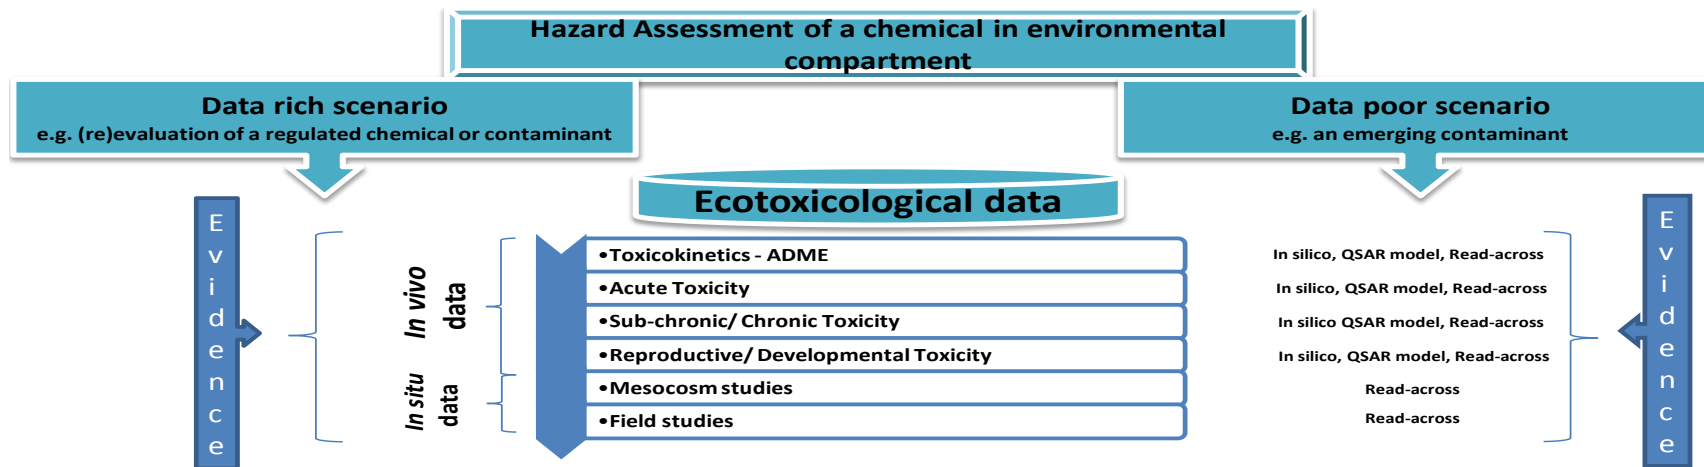 Hazard Assessment of a chemical in environmental
compartment
Data rich scenario
e.g. (re)evaluation of a regulated chemical or contaminant
Data poor scenario
e.g. an emerging contaminant
Ecotoxicological data
Evidence
In vivo
data
In situ
data
•Toxicokinetics - ADME
•Acute Toxicity
•Sub-chronic/ Chronic Toxicity
•Reproductive/ Developmental Toxicity
•Mesocosm studies
•Field studies
In silico, QSAR model, Read-across
In silico, QSAR model, Read-across
In silico QSAR model, Read-across
In silico, QSAR model, Read-across
Read-across
Read-across
Evidence